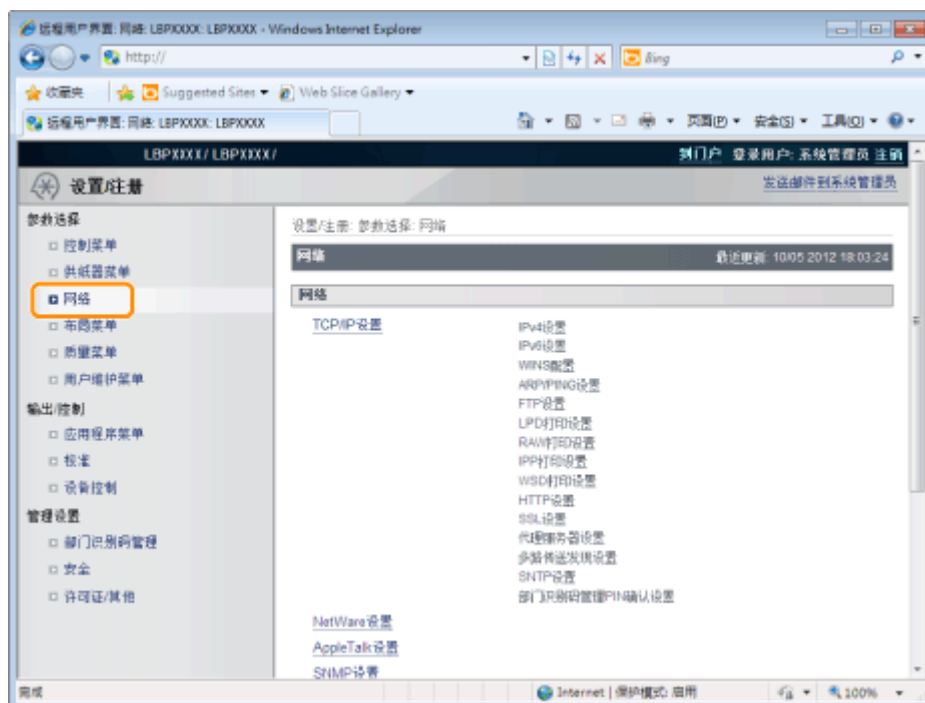 远程用户界面: 网络: LBPXXXX: LBPXXXX - Windows Internet Explorer
http://
Bing
收藏夹 Suggested Sites Web Slice Gallery
远程用户界面: 网络: LBPXXXX: LBPXXXX
页面(P) 安全(S) 工具(O)
LBPXXXX/ LBPXXXX/
到门户 登录用户: 系统管理员 注销
设置/注册
发送邮件到系统管理员
参数选择
控制菜单
供纸器菜单
网络
布局菜单
质量菜单
用户维护菜单
输出/控制
应用程序菜单
校准
设备控制
管理设置
部门识别码管理
安全
许可证/其他
设置/注册: 参数选择: 网络
网络
最近更新: 10/05 2012 18:03:24
网络
TCP/IP设置
IPv4设置
IPv6设置
WINS配置
ARP/PING设置
FTP设置
LPD打印设置
RAW打印设置
IPP打印设置
WSD打印设置
HTTP设置
SSL设置
代理服务器设置
多路传送发现设置
SNTP设置
部门识别码管理PIN确认设置
NetWare设置
AppleTalk设置
SNMP设置
完成
Internet | 保护模式: 启用
100%